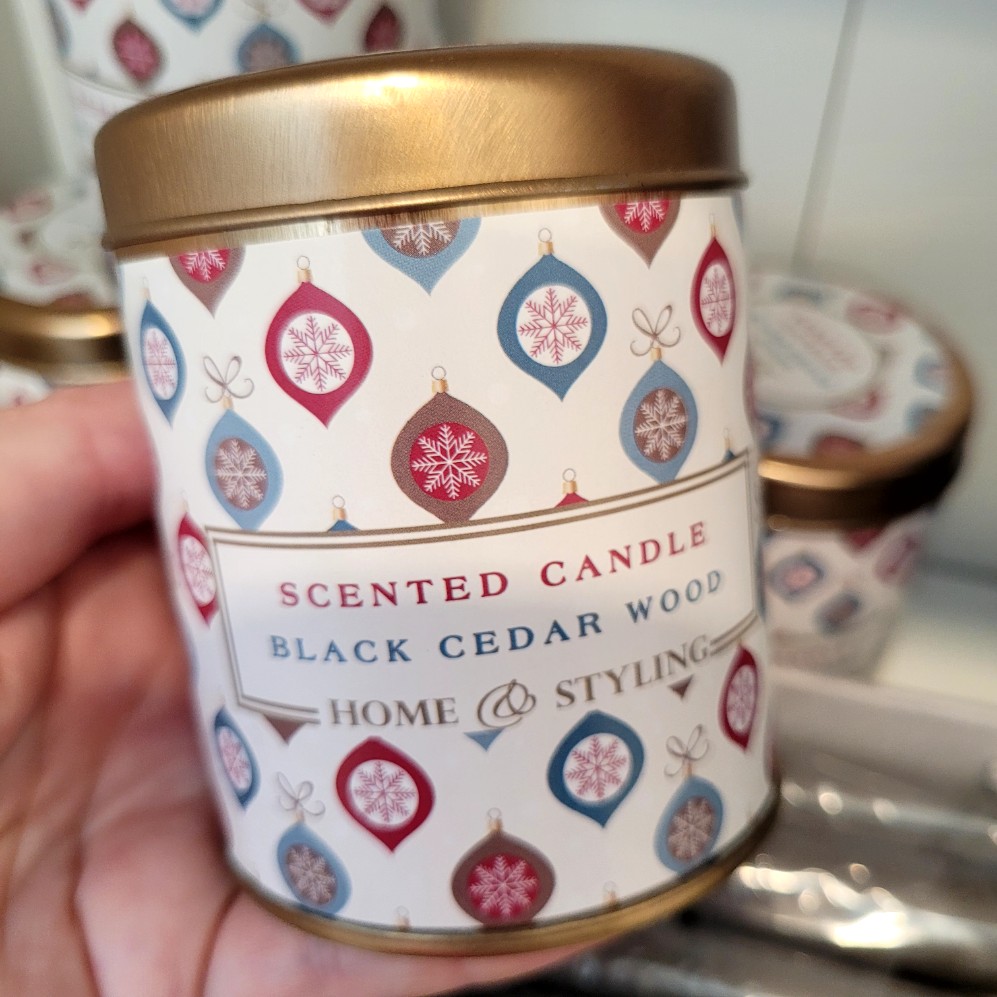 SCENTED CANDLE
BLACK CEDAR WOOD
HOME & STYLING